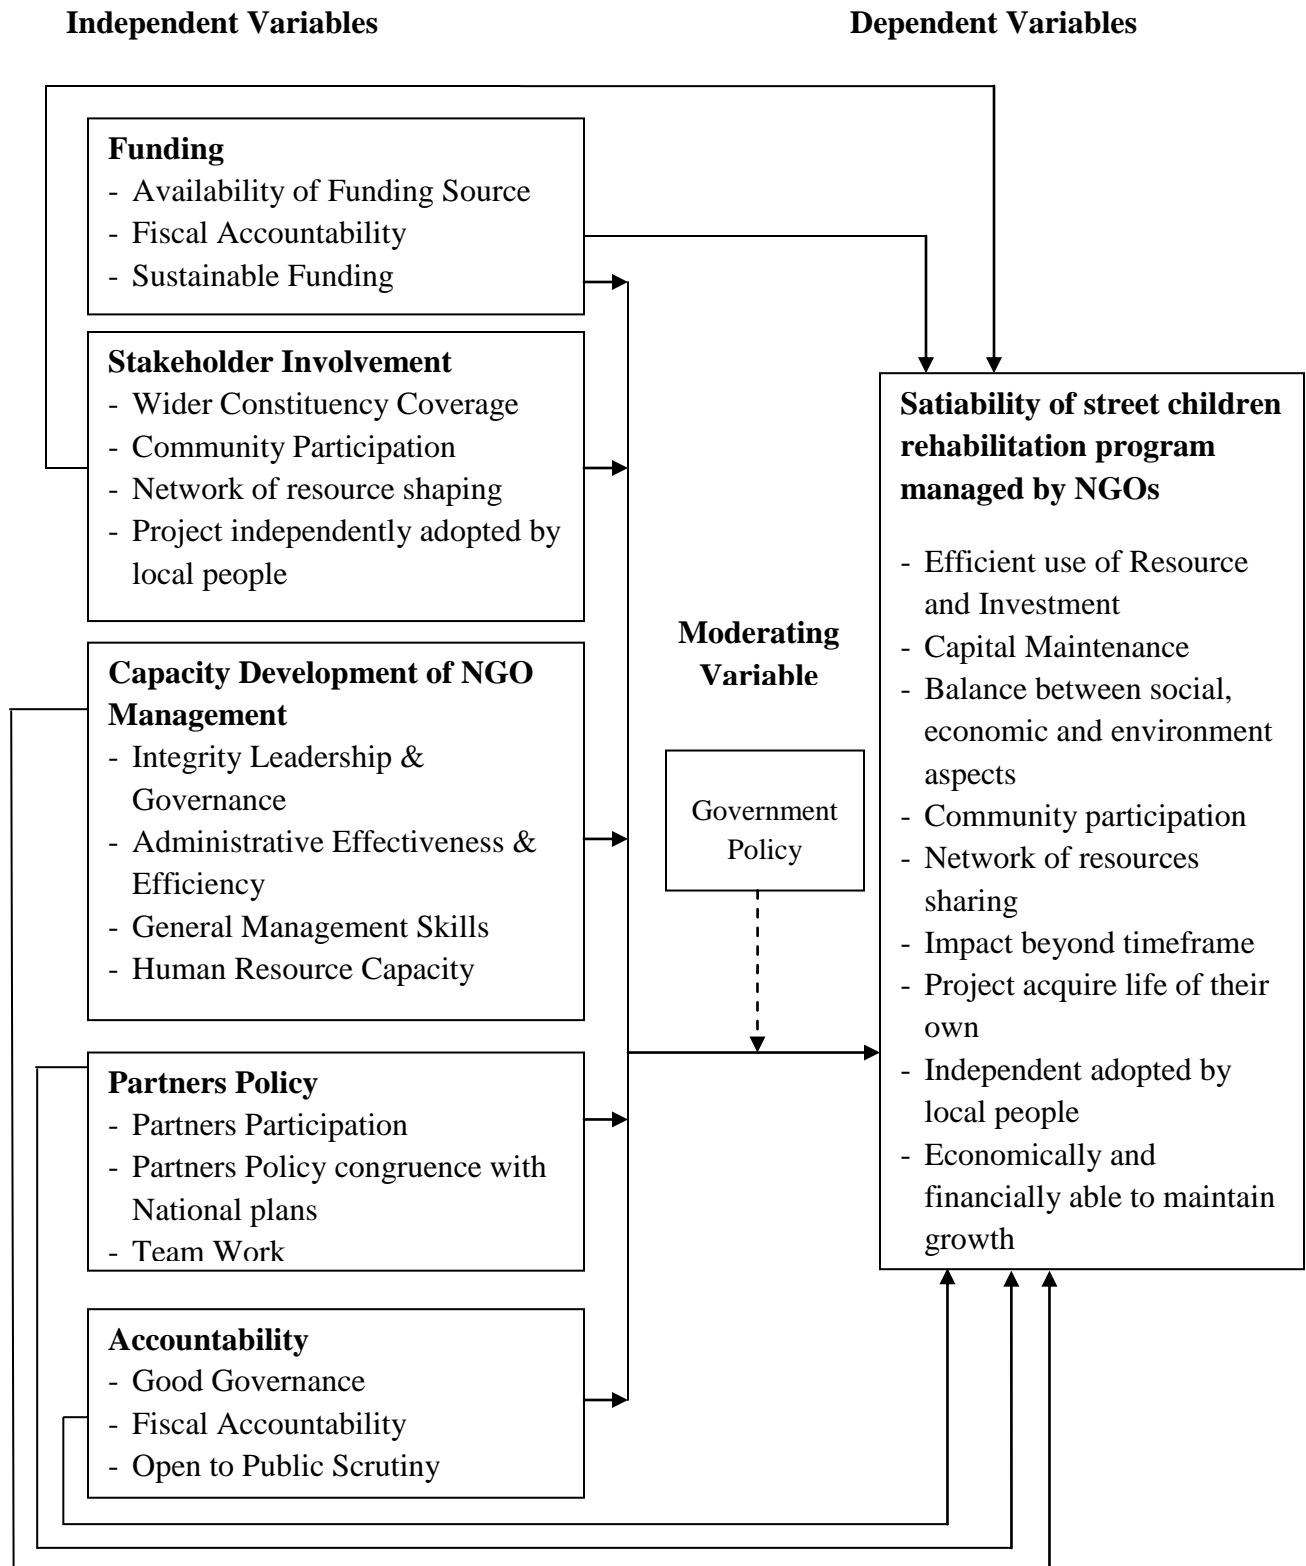 Independent Variables
Dependent Variables
Funding
- Availability of Funding Source
- Fiscal Accountability
- Sustainable Funding
Stakeholder Involvement
- Wider Constituency Coverage
- Community Participation
- Network of resource shaping
- Project independently adopted by
local people
Capacity Development of NGO
Management
- Integrity Leadership &
Governance
- Administrative Effectiveness &
Efficiency
- General Management Skills
- Human Resource Capacity
Partners Policy
- Partners Participation
- Partners Policy congruence with
National plans
- Team Work
Accountability
- Good Governance
- Fiscal Accountability
- Open to Public Scrutiny
Moderating
Variable
Government
Policy
Satiability of street children
rehabilitation program
managed by NGOs
- Efficient use of Resource
and Investment
- Capital Maintenance
- Balance between social,
economic and environment
aspects
- Community participation
- Network of resources
sharing
- Impact beyond timeframe
- Project acquire life of their
own
- Independent adopted by
local people
- Economically and
financially able to maintain
growth